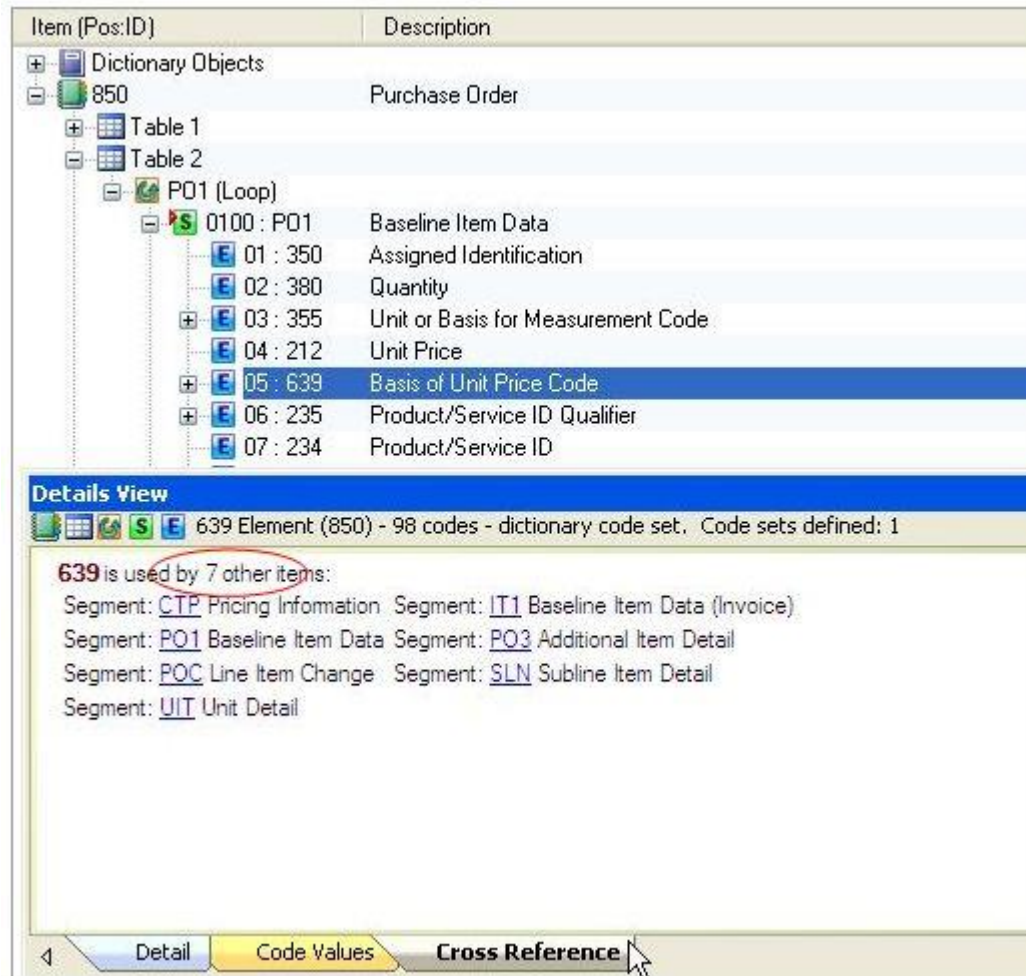 Item (Pos:ID) Description
Dictionary Objects
850 Purchase Order
Table 1
Table 2
PO1 (Loop)
S 0100 : PO1 Baseline Item Data
E 01 : 350 Assigned Identification
E 02 : 380 Quantity
E 03 : 355 Unit or Basis for Measurement Code
E 04 : 212 Unit Price
E 05 : 639 Basis of Unit Price Code
E 06 : 235 Product/Service ID Qualifier
E 07 : 234 Product/Service ID
Details View
S E 639 Element (850) - 98 codes - dictionary code set. Code sets defined: 1
639 is used by 7 other items:
Segment: CTP Pricing Information Segment: IT1 Baseline Item Data (Invoice)
Segment: PO1 Baseline Item Data Segment: PO3 Additional Item Detail
Segment: POC Line Item Change Segment: SLN Subline Item Detail
Segment: UIT Unit Detail
Detail Code Values Cross Reference